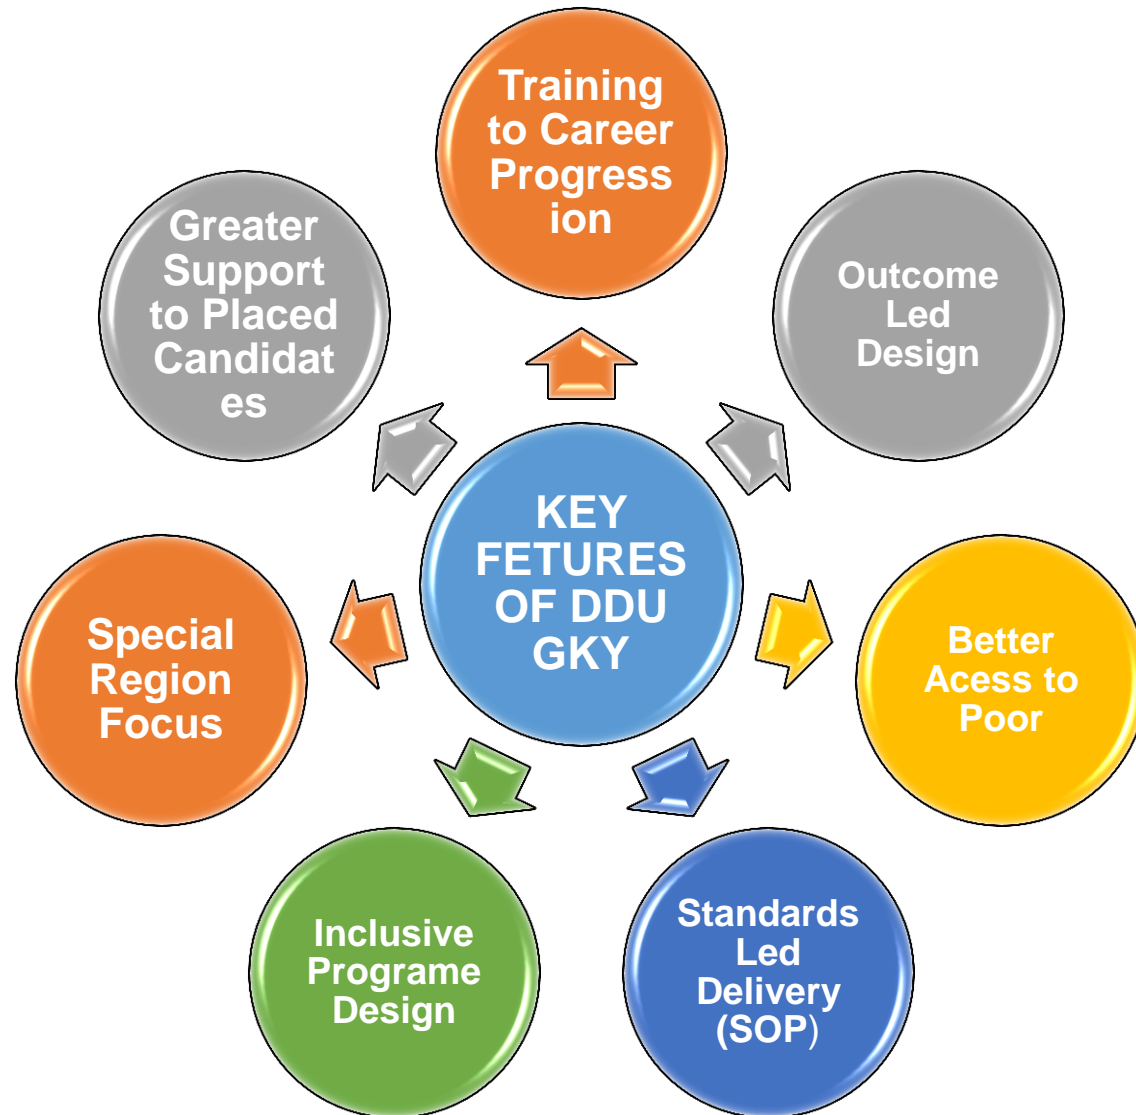 Training
to Career
Progress
ion
Outcome
Led
Design
Better
Acess to
Poor
Standards
Led
Delivery
(SOP)
Inclusive
Programe
Design
Special
Region
Focus
Greater
Support
to Placed
Candidat
es
KEY
FETURES
OF DDU
GKY